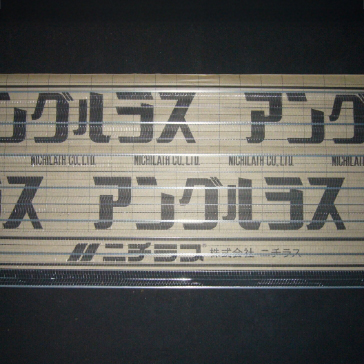 アングルラス アング
NICHILATH CO., LTD. NICHILATH CO., LTD. NICHILATH CO., LTD. NICHILATH
ラス アングルラス
ニチラス® 株式会社 ニチラス